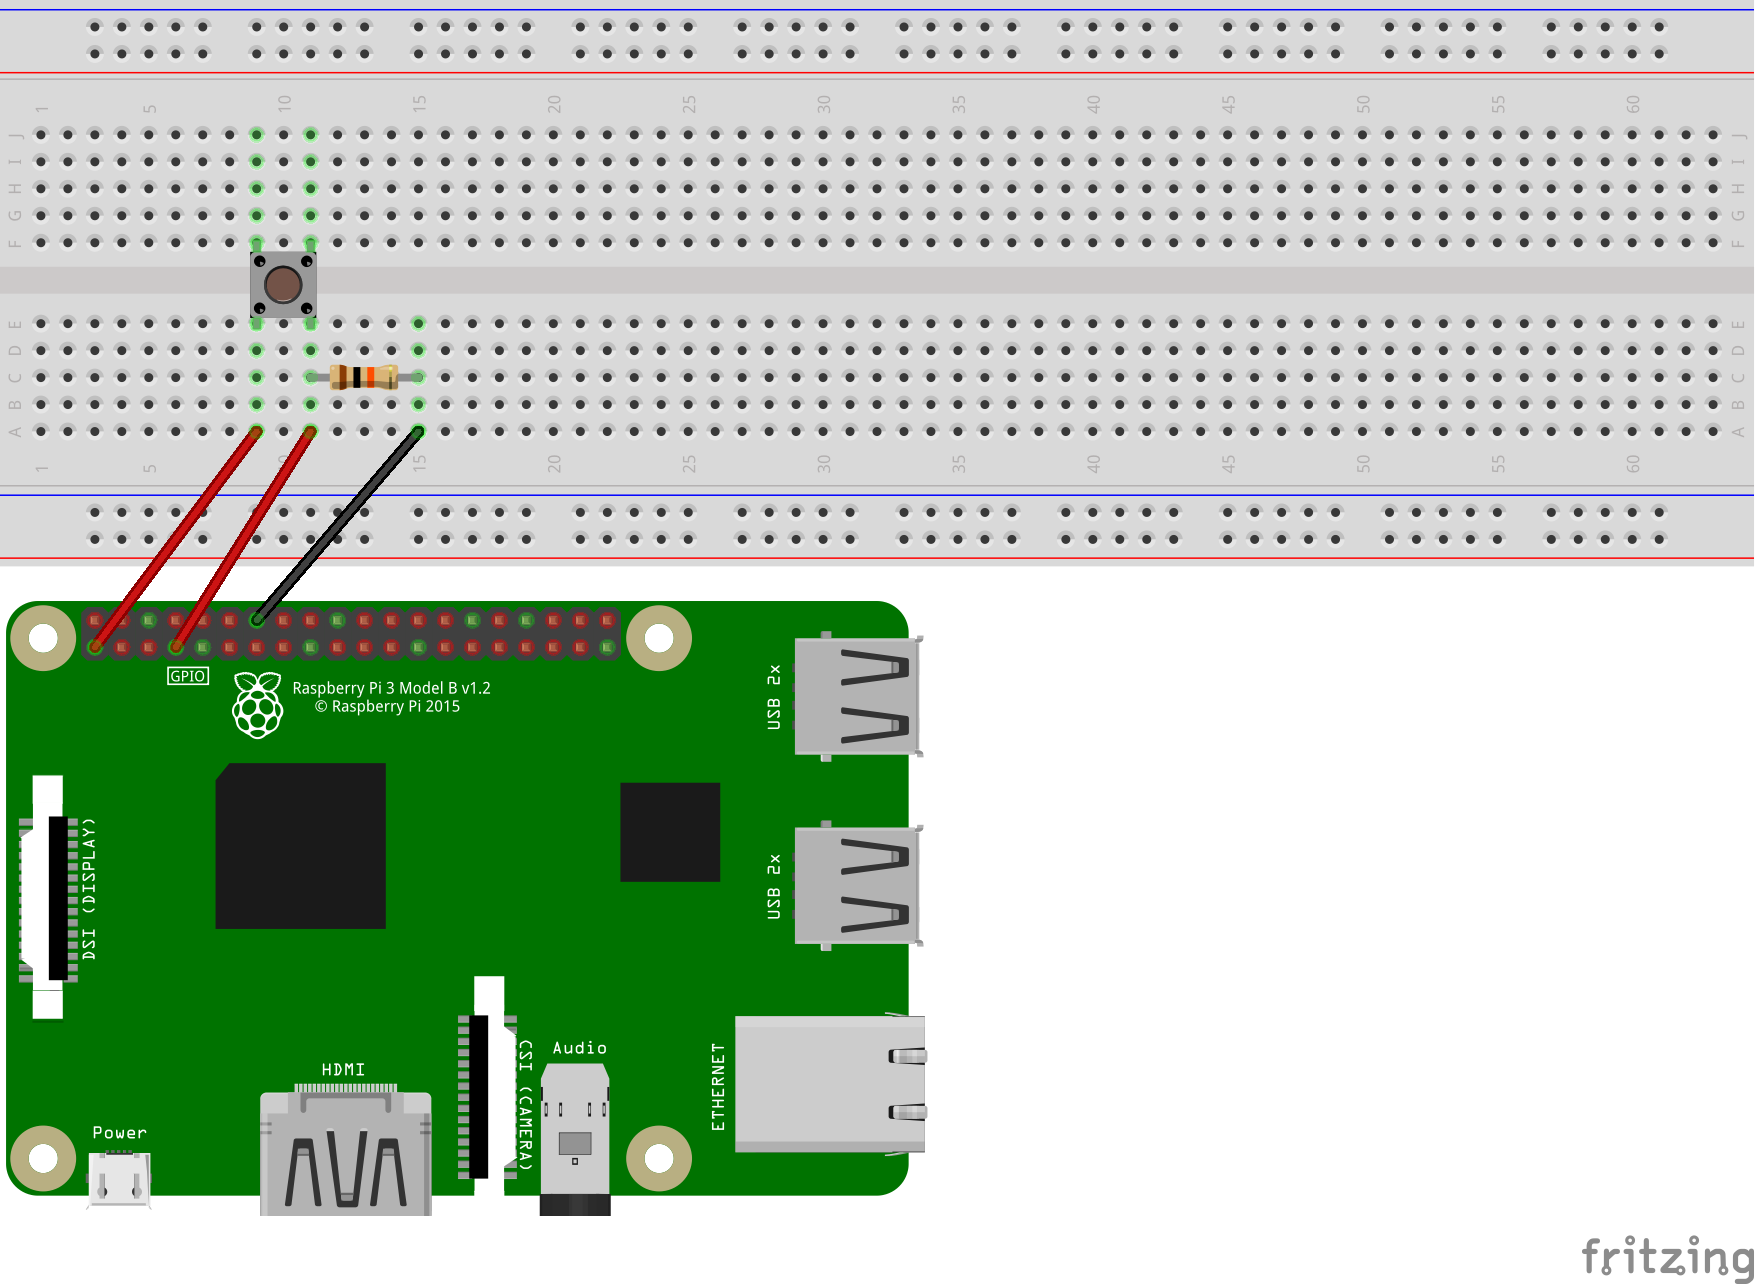 1 5 10 15 20 25 30 35 40 45 50 55 60
J J
I I
H H
G G
F F
E E
D D
C C
B B
A A
1 5 15 20 25 30 35 40 45 50 55 60
GPIO
Raspberry Pi 3 Model B v1.2
© Raspberry Pi 2015
USB 2x
DSI (DISPLAY)
USB 2x
CSI (CAMERA)
Audio
ETHERNET
HDMI
Power
fritzing